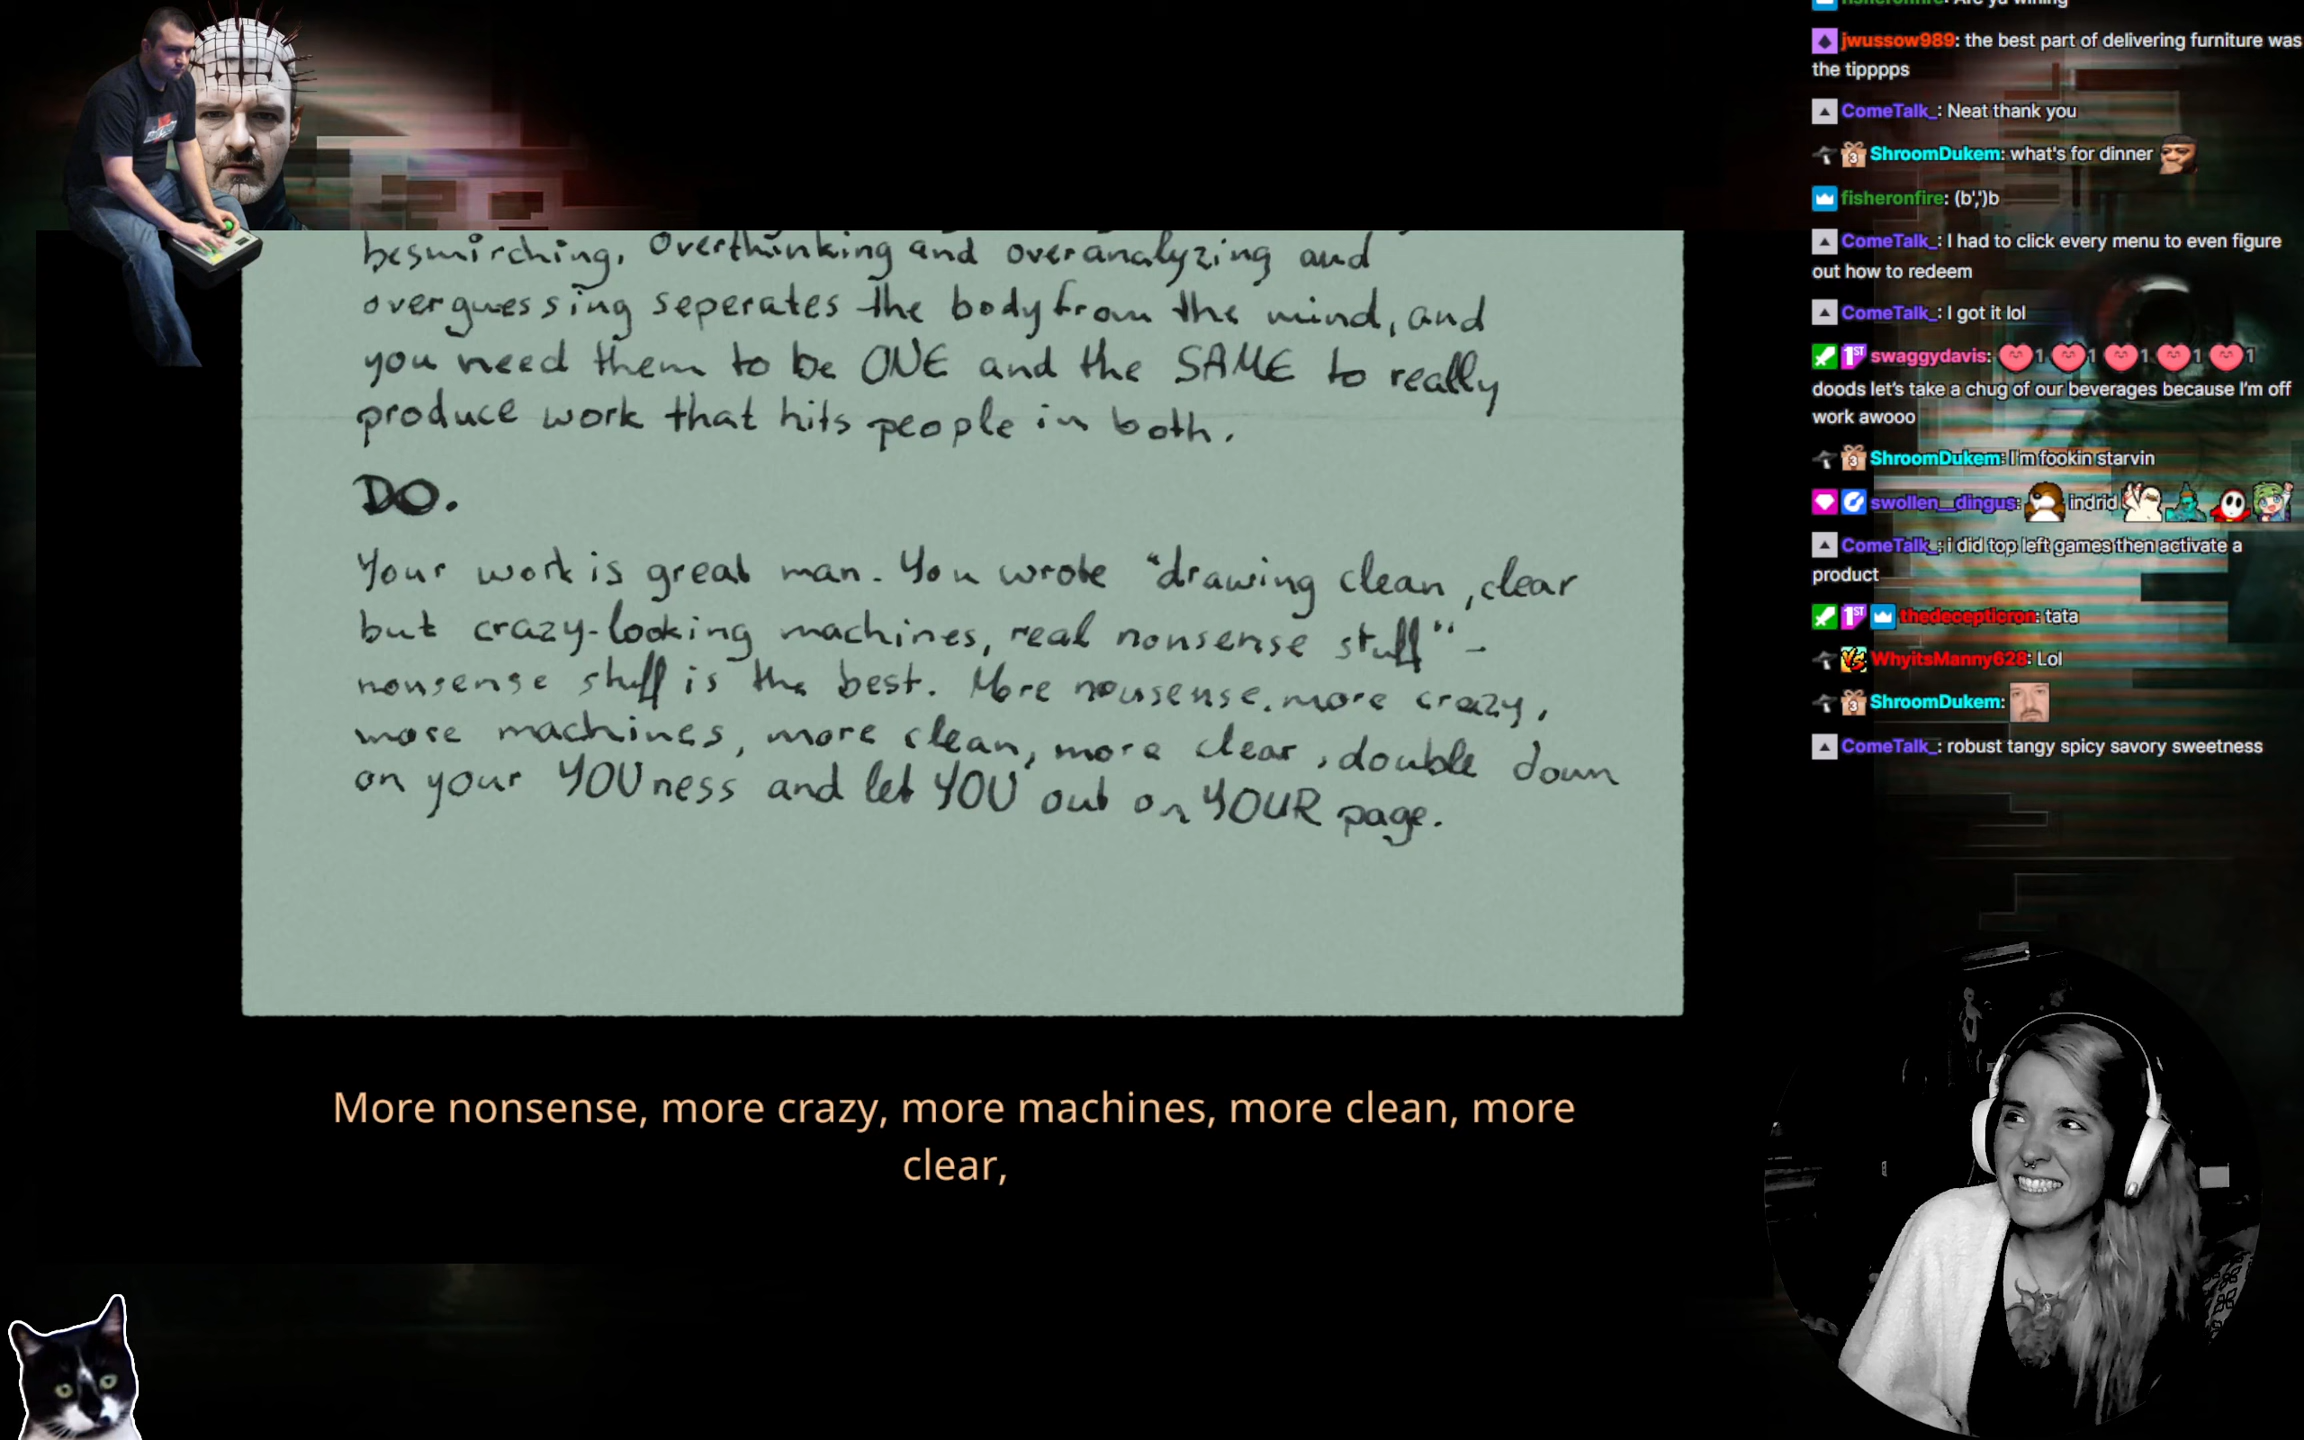 besmirching, overthinking and overanalyzing and
overguessing seperates the body from the mind, and
you need them to be ONE and the SAME to really
produce work that hits people in both.
DO.
Your work is great man. You wrote "drawing clean, clear
but crazy-looking machines, real nonsense stuff" -
nonsense stuff is the best. More nonsense, more crazy,
more machines, more clean, more clear, double down
on your YOUness and let YOU out on YOUR page.
More nonsense, more crazy, more machines, more clean, more
clear,
jwussow989: the best part of delivering furniture was
the tipppps
ComeTalk_: Neat thank you
ShroomDukem: what's for dinner
fisheronfire: (b',')b
ComeTalk_: I had to click every menu to even figure
out how to redeem
ComeTalk_: I got it lol
swaggydavis: 1 1 1 1 1
doods let's take a chug of our beverages because I'm off
work awooo
ShroomDukem: I'm fookin starvin
swollen__dingus: indrid
ComeTalk_: i did top left games then activate a
product
thedecepticron: tata
WhyitsManny628: Lol
ShroomDukem:
ComeTalk_: robust tangy spicy savory sweetness